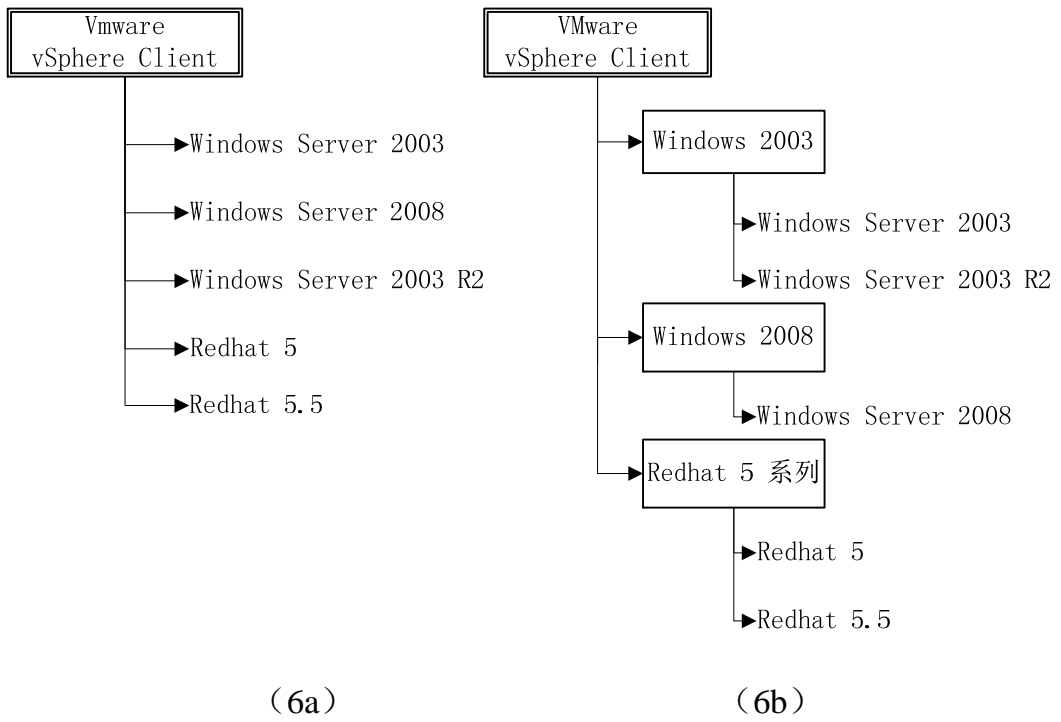 Vmware
vSphere Client
Windows Server 2003
Windows Server 2008
Windows Server 2003 R2
Redhat 5
Redhat 5.5
（6a）
VMware
vSphere Client
Windows 2003
Windows Server 2003
Windows Server 2003 R2
Windows 2008
Windows Server 2008
Redhat 5 系列
Redhat 5
Redhat 5.5
（6b）